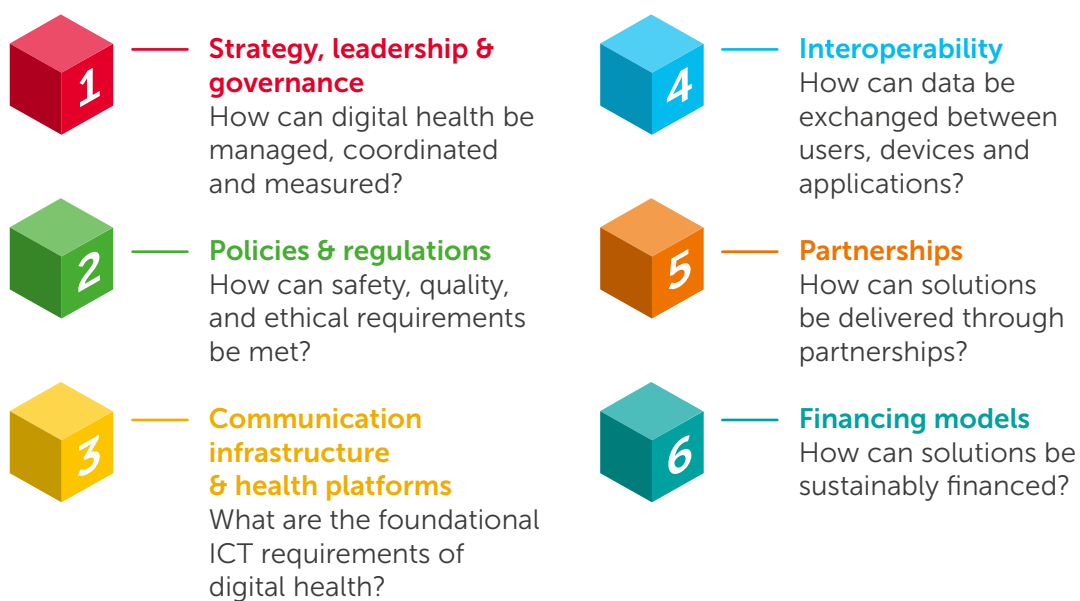 1
Strategy, leadership &
governance
How can digital health be
managed, coordinated
and measured?
2
Policies & regulations
How can safety, quality,
and ethical requirements
be met?
3
Communication
infrastructure
& health platforms
What are the foundational
ICT requirements of
digital health?
4
Interoperability
How can data be
exchanged between
users, devices and
applications?
5
Partnerships
How can solutions
be delivered through
partnerships?
6
Financing models
How can solutions be
sustainably financed?